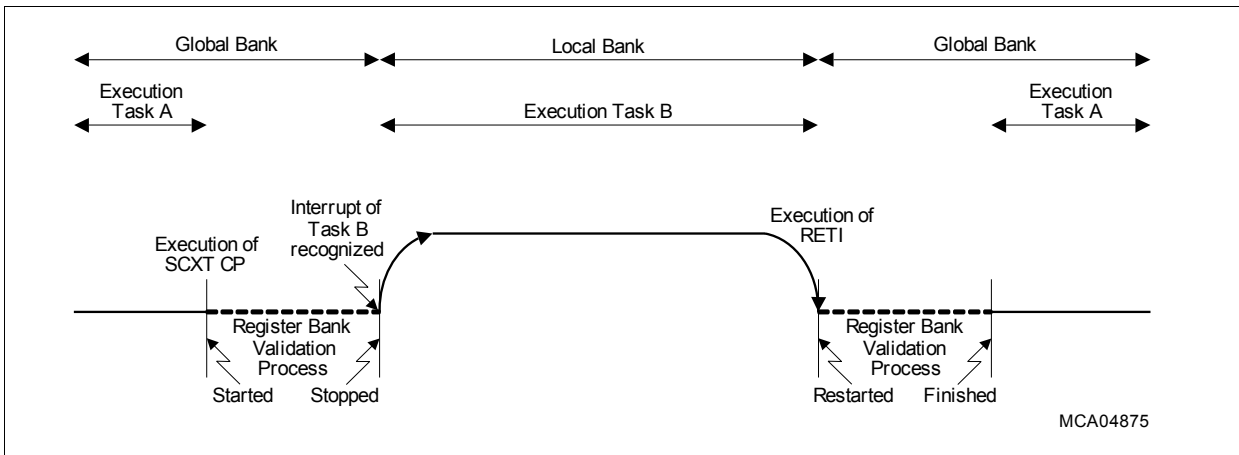 Global Bank
Local Bank
Global Bank
Execution
Task A
Execution Task B
Execution
Task A
Execution of
SCXT CP
Interrupt of
Task B
recognized
Execution of
RETI
Register Bank
Validation
Process
Started
Stopped
Register Bank
Validation
Process
Restarted
Finished
MCA04875